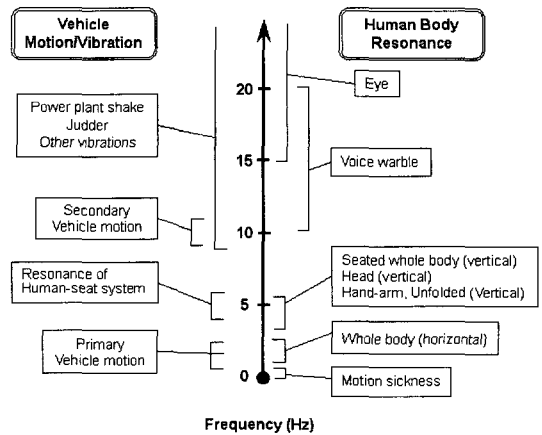 Vehicle
Motion/Vibration
Human Body
Resonance
Power plant shake
Judder
Other vibrations
Secondary
Vehicle motion
Resonance of
Human-seat system
Primary
Vehicle motion
20
15
10
5
0
Eye
Voice warble
Seated whole body (vertical)
Head (vertical)
Hand-arm, Unfolded (Vertical)
Whole body (horizontal)
Motion sickness
Frequency (Hz)